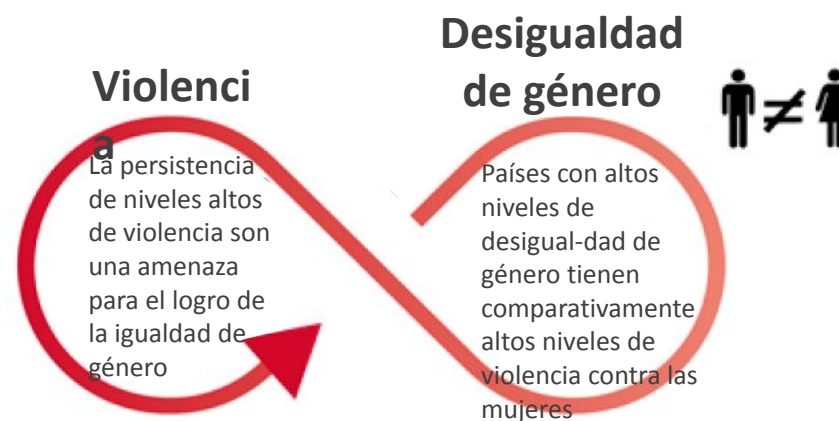 Violenci
a
La persistencia
de niveles altos
de violencia son
una amenaza
para el logro de
la igualdad de
género
Desigualdad
de género
≠
Países con altos
niveles de
desigual-dad de
género tienen
comparativamente
altos niveles de
violencia contra las
mujeres